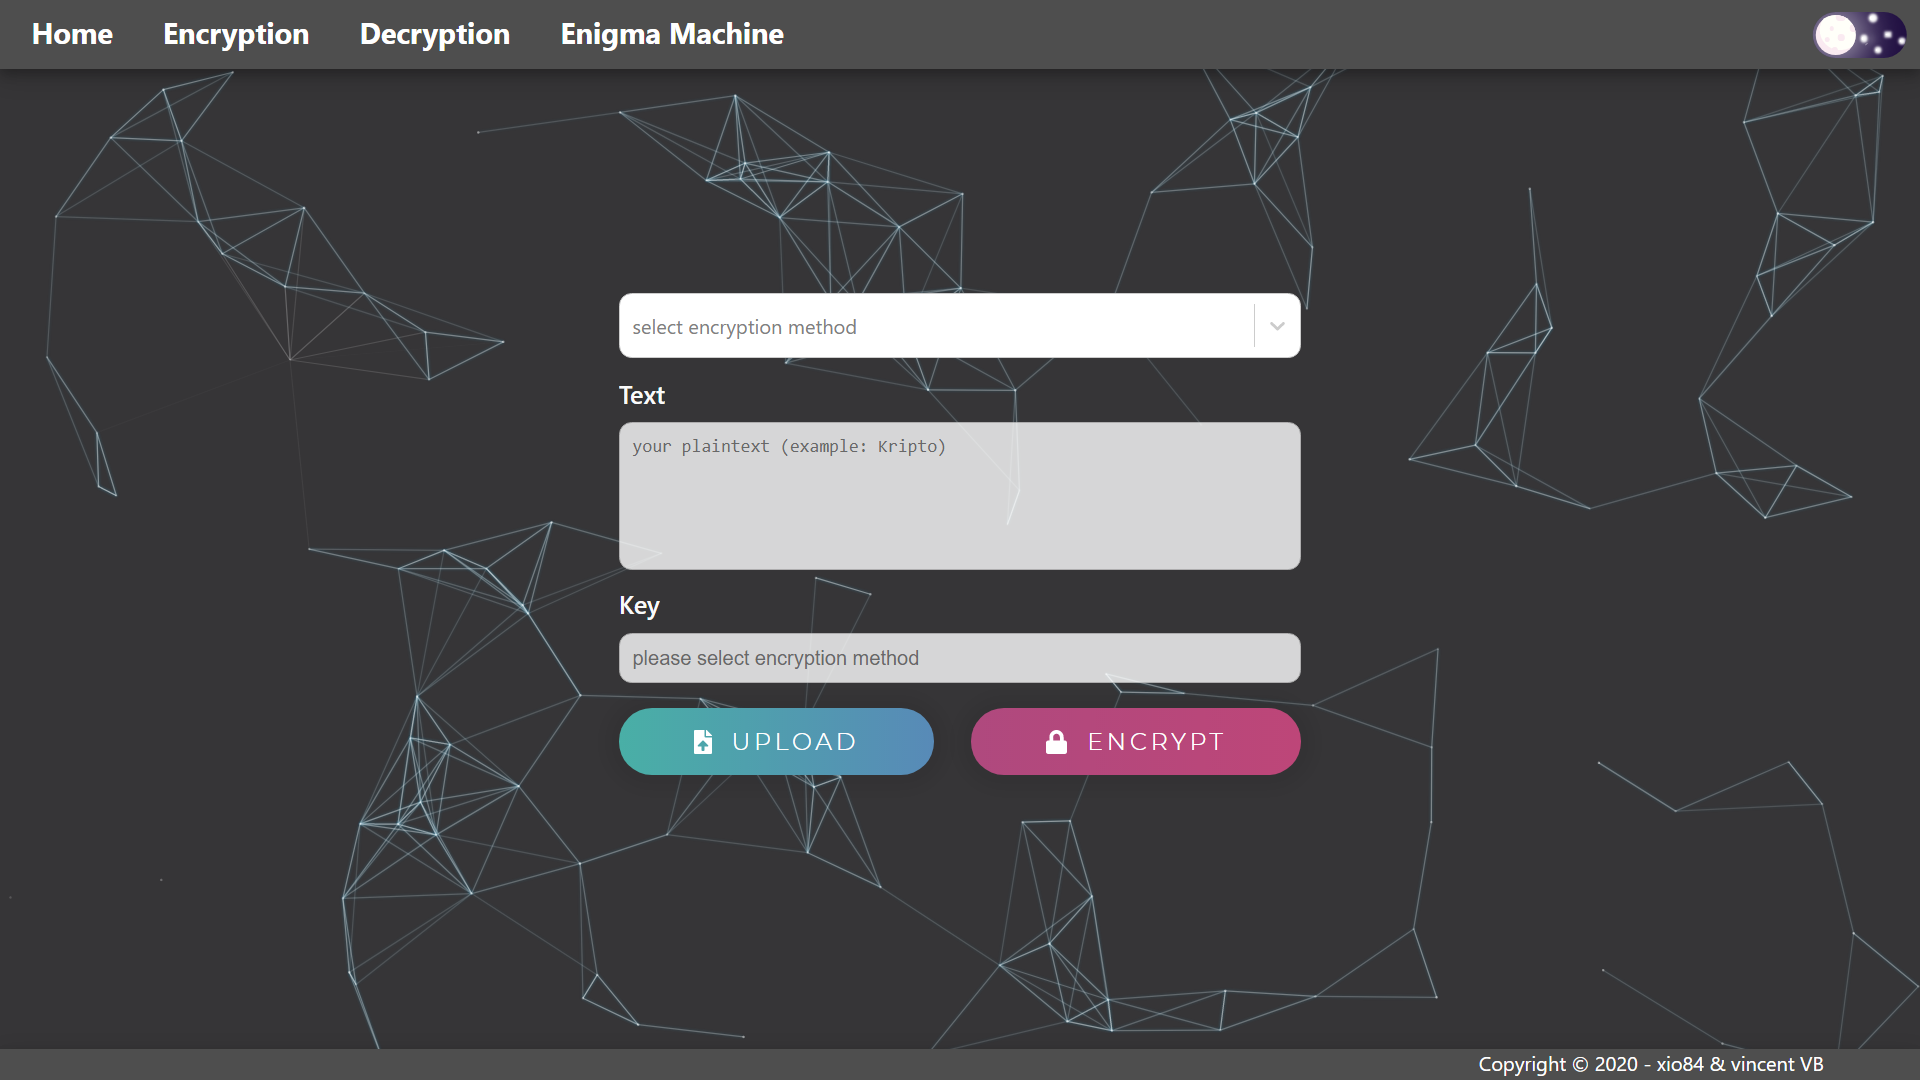 Home Encryption Decryption Enigma Machine
select encryption method
Text
your plaintext (example: Kripto)
Key
please select encryption method
UPLOAD ENCRYPT
Copyright © 2020 - xio84 & vincent VB